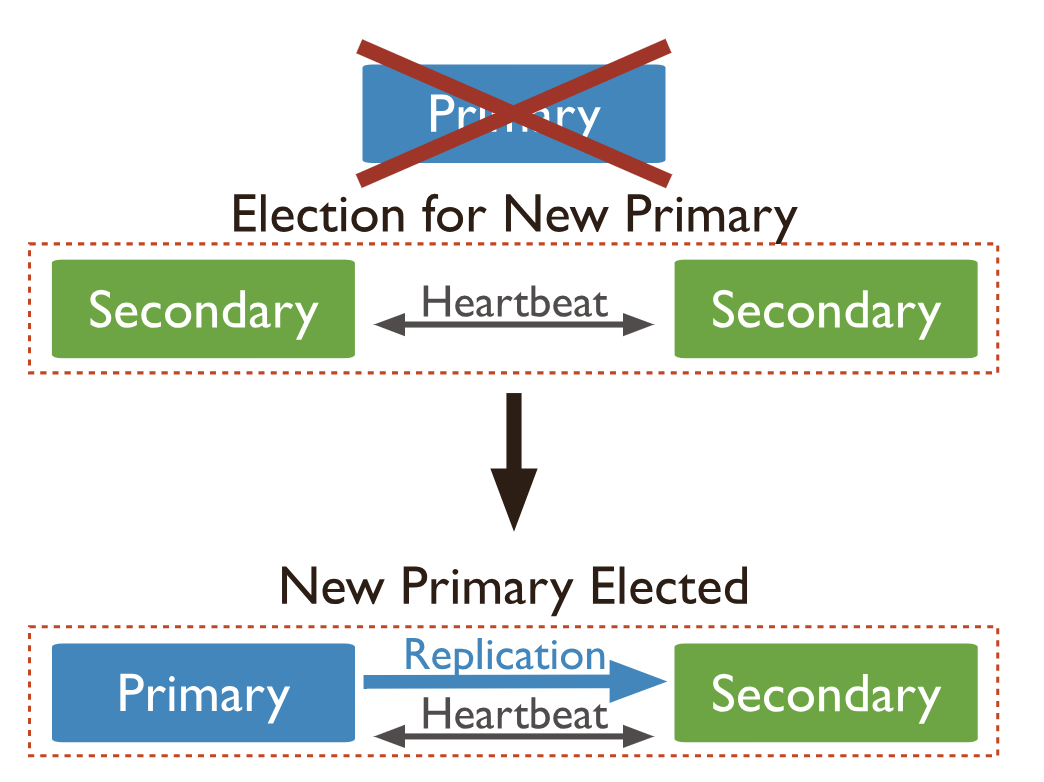 Primary
Election for New Primary
Secondary
Heartbeat
Secondary
New Primary Elected
Primary
Replication
Heartbeat
Secondary